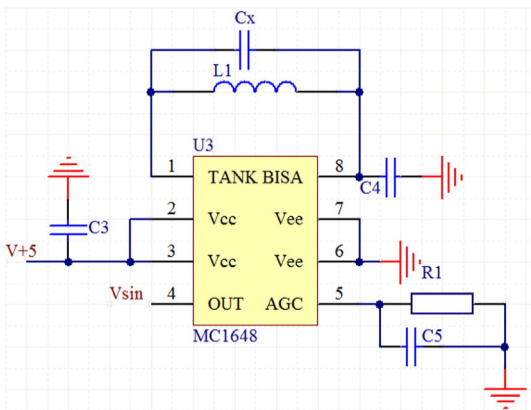 Cx
L1
U3
1 TANK BISA 8
C4
2 Vcc Vee 7
C3
V+5
3 Vcc Vee 6
R1
Vsin
4 OUT AGC 5
MC1648
C5